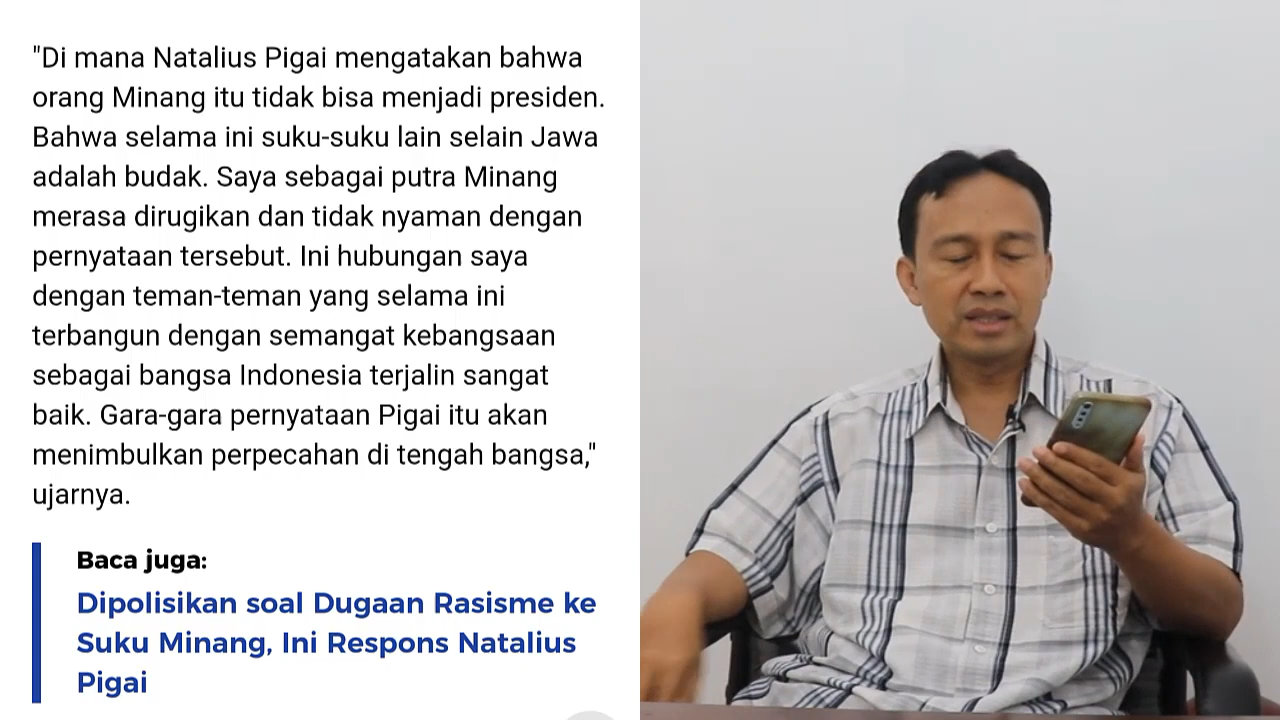 "Di mana Natalius Pigai mengatakan bahwa
orang Minang itu tidak bisa menjadi presiden.
Bahwa selama ini suku-suku lain selain Jawa
adalah budak. Saya sebagai putra Minang
merasa dirugikan dan tidak nyaman dengan
pernyataan tersebut. Ini hubungan saya
dengan teman-teman yang selama ini
terbangun dengan semangat kebangsaan
sebagai bangsa Indonesia terjalin sangat
baik. Gara-gara pernyataan Pigai itu akan
menimbulkan perpecahan di tengah bangsa,"
ujarnya.
Baca juga:
Dipolisikan soal Dugaan Rasisme ke
Suku Minang, Ini Respons Natalius
Pigai